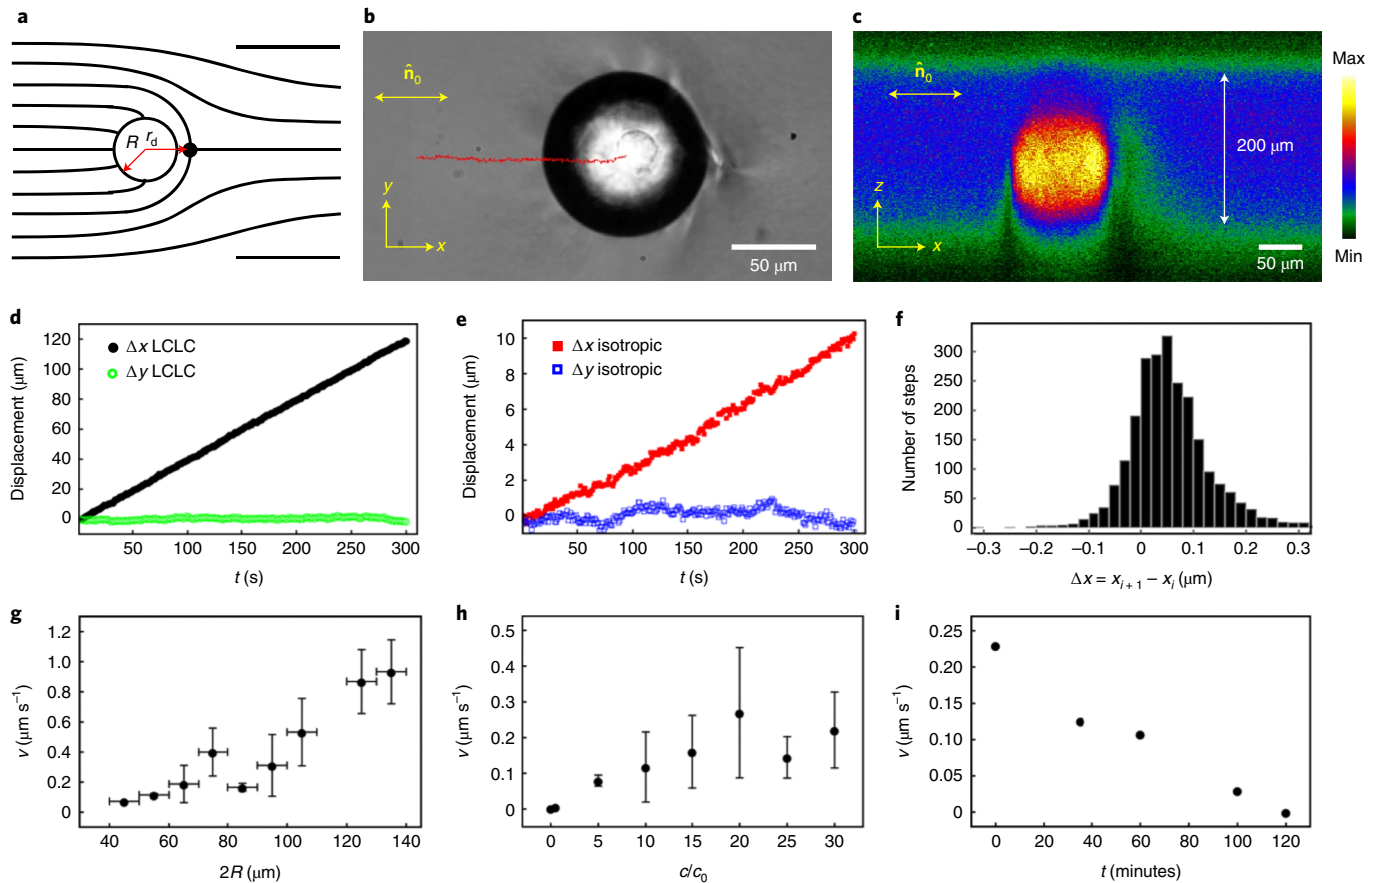 a
R r_d
b
n̂₀
y
x
50 μm
c
n̂₀
200 μm
z
x
50 μm
Max
Min
d
Displacement (μm)
120
100
80
60
40
20
0
Δx LCLC
Δy LCLC
50 100 150 200 250 300
t (s)
e
Displacement (μm)
10
8
6
4
2
0
Δx isotropic
Δy isotropic
50 100 150 200 250 300
t (s)
f
Number of steps
300
250
200
150
100
50
0
−0.3 −0.2 −0.1 0 0.1 0.2 0.3
Δx = x_{i + 1} − x_i (μm)
g
v (μm s⁻¹)
1.2
1.0
0.8
0.6
0.4
0.2
0
40 60 80 100 120 140
2R (μm)
h
v (μm s⁻¹)
0.5
0.4
0.3
0.2
0.1
0
0 5 10 15 20 25 30
c/c₀
i
v (μm s⁻¹)
0.25
0.20
0.15
0.10
0.05
0
0 20 40 60 80 100 120
t (minutes)